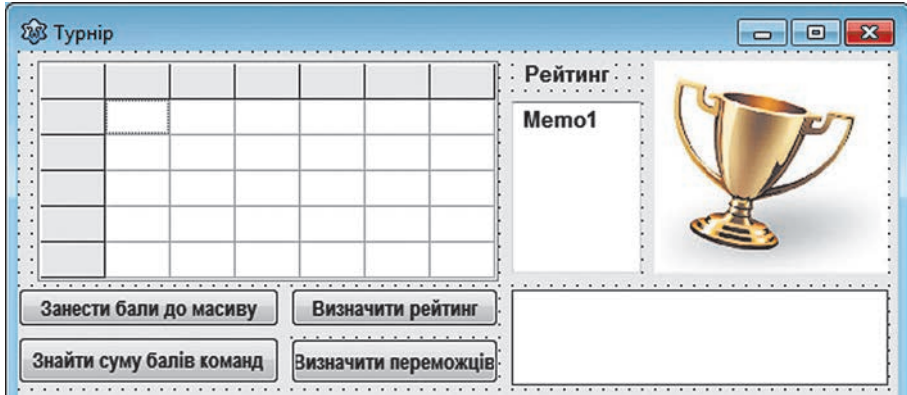 Турнір
Рейтинг
Memo1
Занести бали до масиву
Визначити рейтинг
Знайти суму балів команд
Визначити переможців